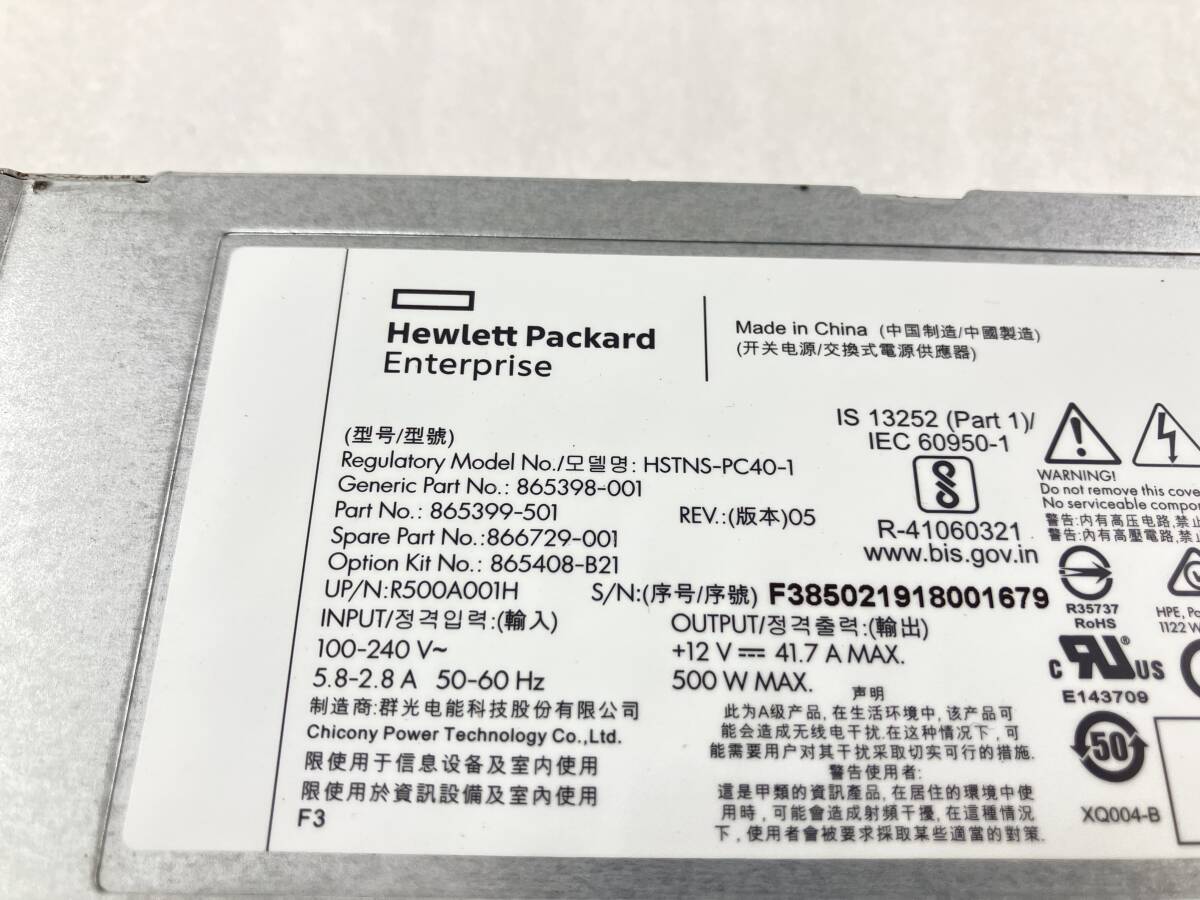 Hewlett Packard
Enterprise
Made in China (中国制造/中國製造)
(开关电源/交換式電源供應器)
(型号/型號)
Regulatory Model No./모델명: HSTNS-PC40-1
Generic Part No.: 865398-001
Part No.: 865399-501
REV.:(版本)05
Spare Part No.:866729-001
Option Kit No.: 865408-B21
UP/N:R500A001H
S/N:(序号/序號) F385021918001679
IS 13252 (Part 1)/
IEC 60950-1
R-41060321
www.bis.gov.in
WARNING!
Do not remove this cove
No serviceable
警告:内有高压电路,禁
警告:內有高壓電路,禁
R35737
RoHS
HPE,
1122
INPUT/정격입력:(輸入)
100-240 V~
5.8-2.8 A 50-60 Hz
OUTPUT/정격출력:(輸出)
+12 V ⎓ 41.7 A MAX.
500 W MAX.
C RU US
E143709
制造商:群光电能科技股份有限公司
Chicony Power Technology Co.,Ltd.
限使用于信息设备及室内使用
限使用於資訊設備及室內使用
F3
声明
此为A级产品, 在生活环境中, 该产品可
能会造成无线电干扰.在这种情况下, 可
能需要用户对其干扰采取切实可行的措施.
警告使用者:
這是甲類的資訊產品, 在居住的環境中使
用時, 可能會造成射頻干擾, 在這種情況
下, 使用者會被要求採取某些適當的對策.
50
XQ004-B